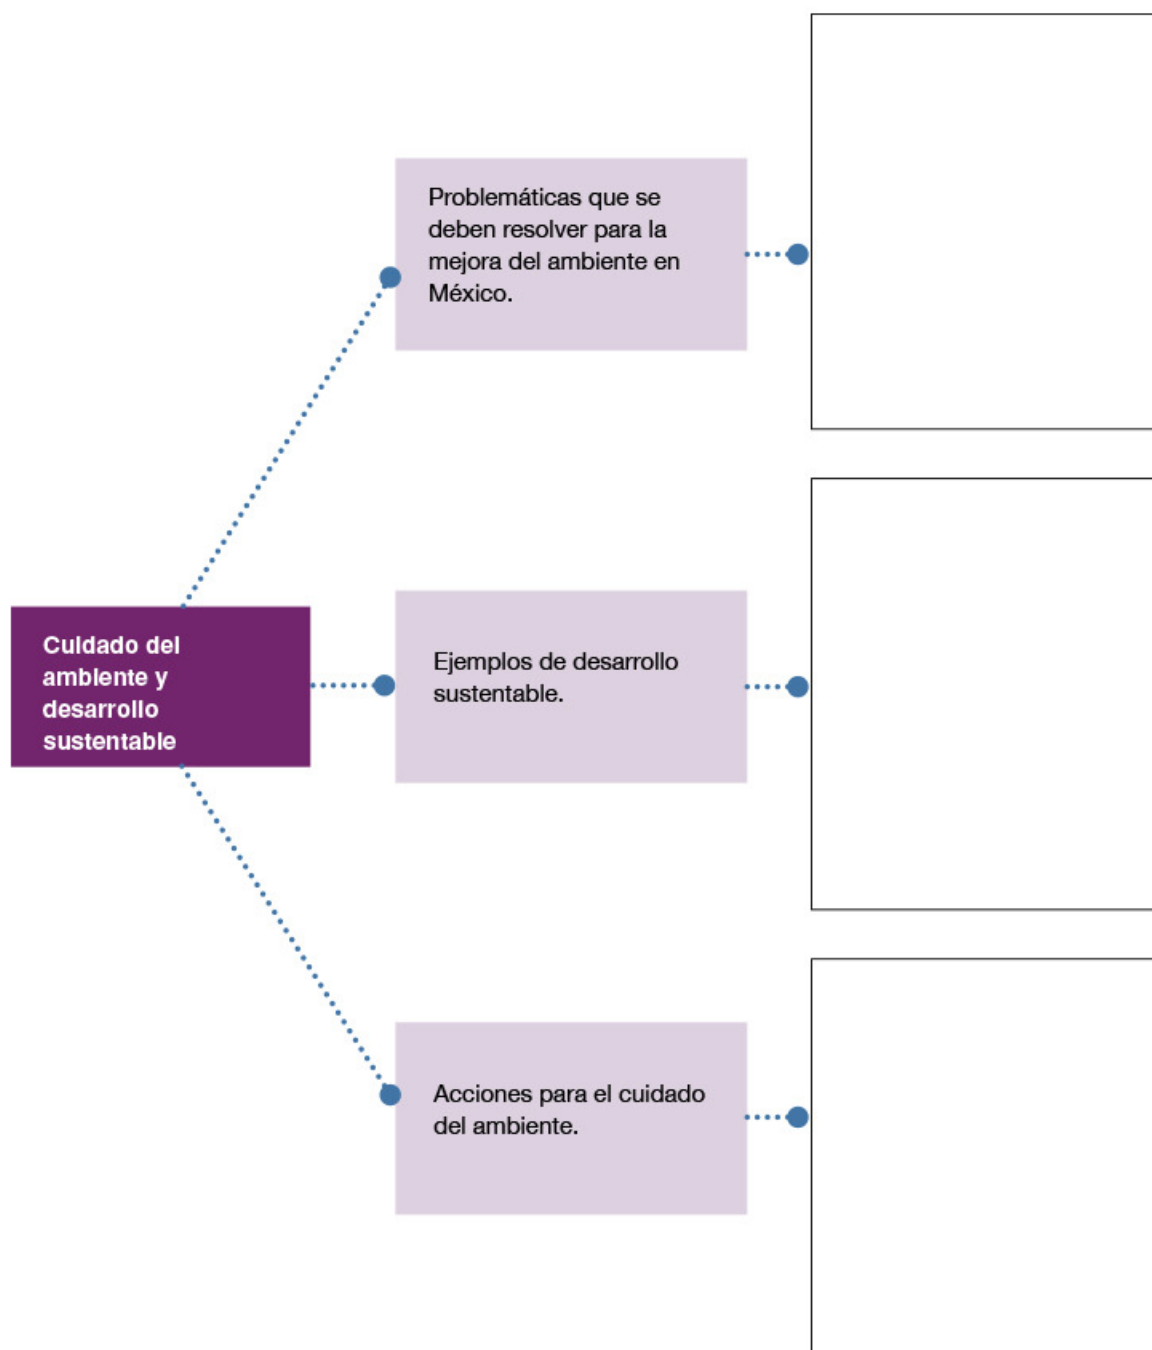 Problemáticas que se
deben resolver para la
mejora del ambiente en
México.
Cuidado del
ambiente y
desarrollo
sustentable
Ejemplos de desarrollo
sustentable.
Acciones para el cuidado
del ambiente.